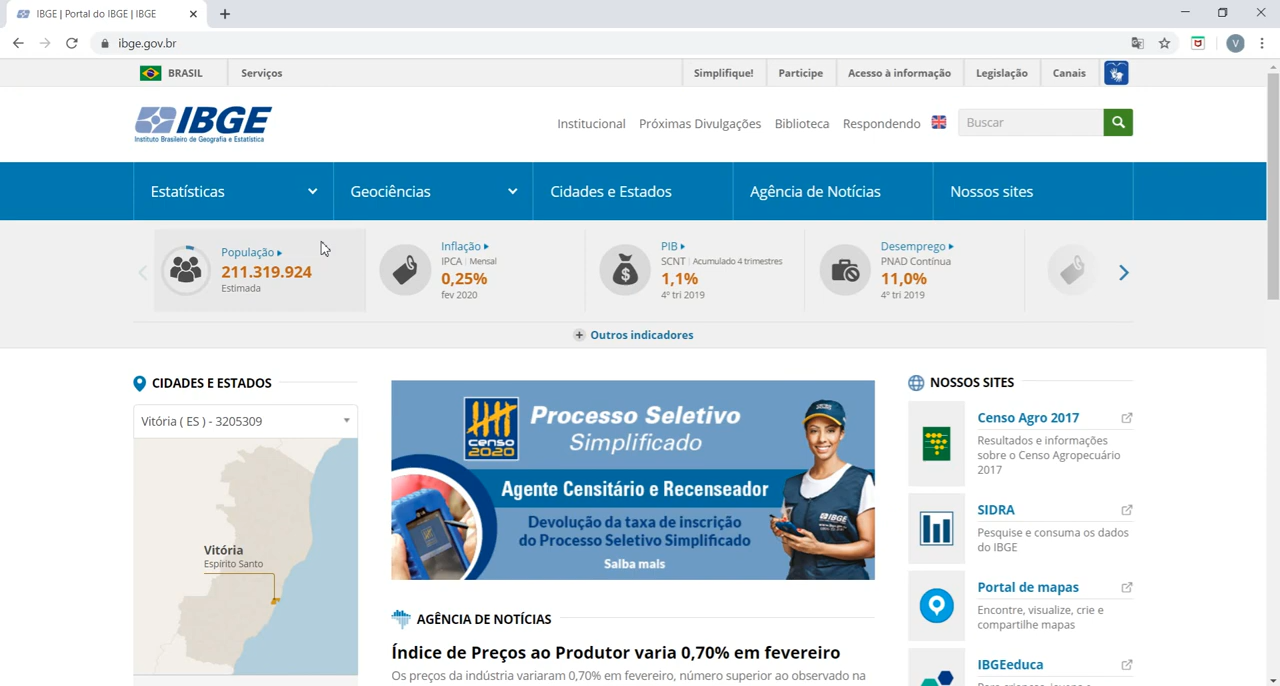 IBGE | Portal do IBGE | IBGE
ibge.gov.br
V
BRASIL
Serviços
Simplifique!
Participe
Acesso à informação
Legislação
Canais
IBGE
Instituto Brasileiro de Geografia e Estatística
Institucional
Próximas Divulgações
Biblioteca
Respondendo
Buscar
Estatísticas
Geociências
Cidades e Estados
Agência de Notícias
Nossos sites
População
211.319.924
Estimada
Inflação
IPCA | Mensal
0,25%
fev 2020
PIB
SCNT | Acumulado 4 trimestres
1,1%
4º tri 2019
Desemprego
PNAD Contínua
11,0%
4º tri 2019
Outros indicadores
CIDADES E ESTADOS
Vitória ( ES ) - 3205309
Vitória
Espírito Santo
censo
2020
Processo Seletivo
Simplificado
Agente Censitário e Recenseador
Devolução da taxa de inscrição
do Processo Seletivo Simplificado
Saiba mais
IBGE
AGÊNCIA DE NOTÍCIAS
Índice de Preços ao Produtor varia 0,70% em fevereiro
Os preços da indústria variaram 0,70% em fevereiro, número superior ao observado na
NOSSOS SITES
Censo Agro 2017
Resultados e informações
sobre o Censo Agropecuário
2017
SIDRA
Pesquise e consuma os dados
do IBGE
Portal de mapas
Encontre, visualize, crie e
compartilhe mapas
IBGEeduca